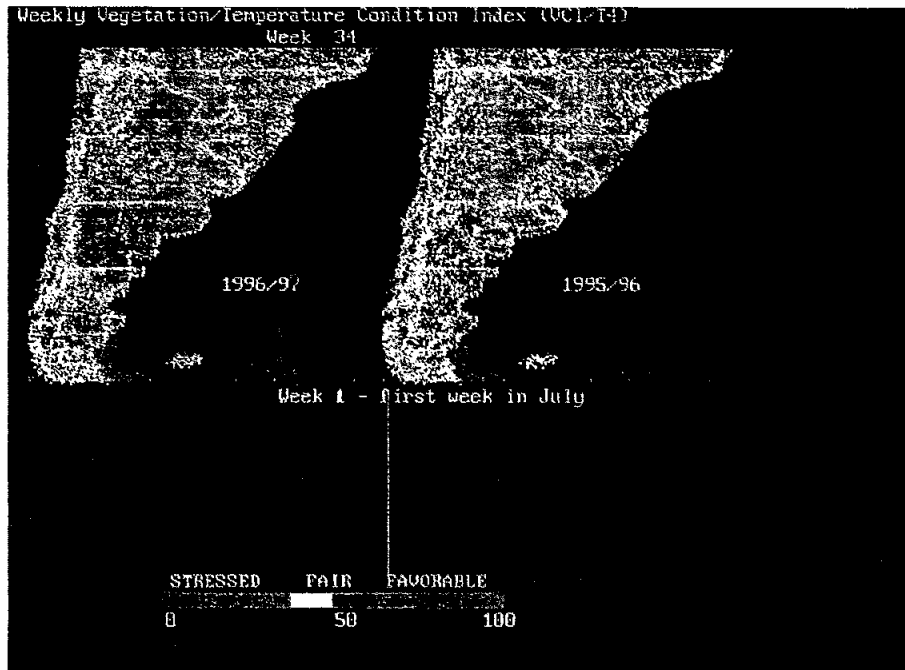 Weekly Vegetation/Temperature Condition Index (VCI/T4)
Week 34
1996/97 1995/96
Week 1 - first week in July
STRESSED FAIR FAVORABLE
0 50 100